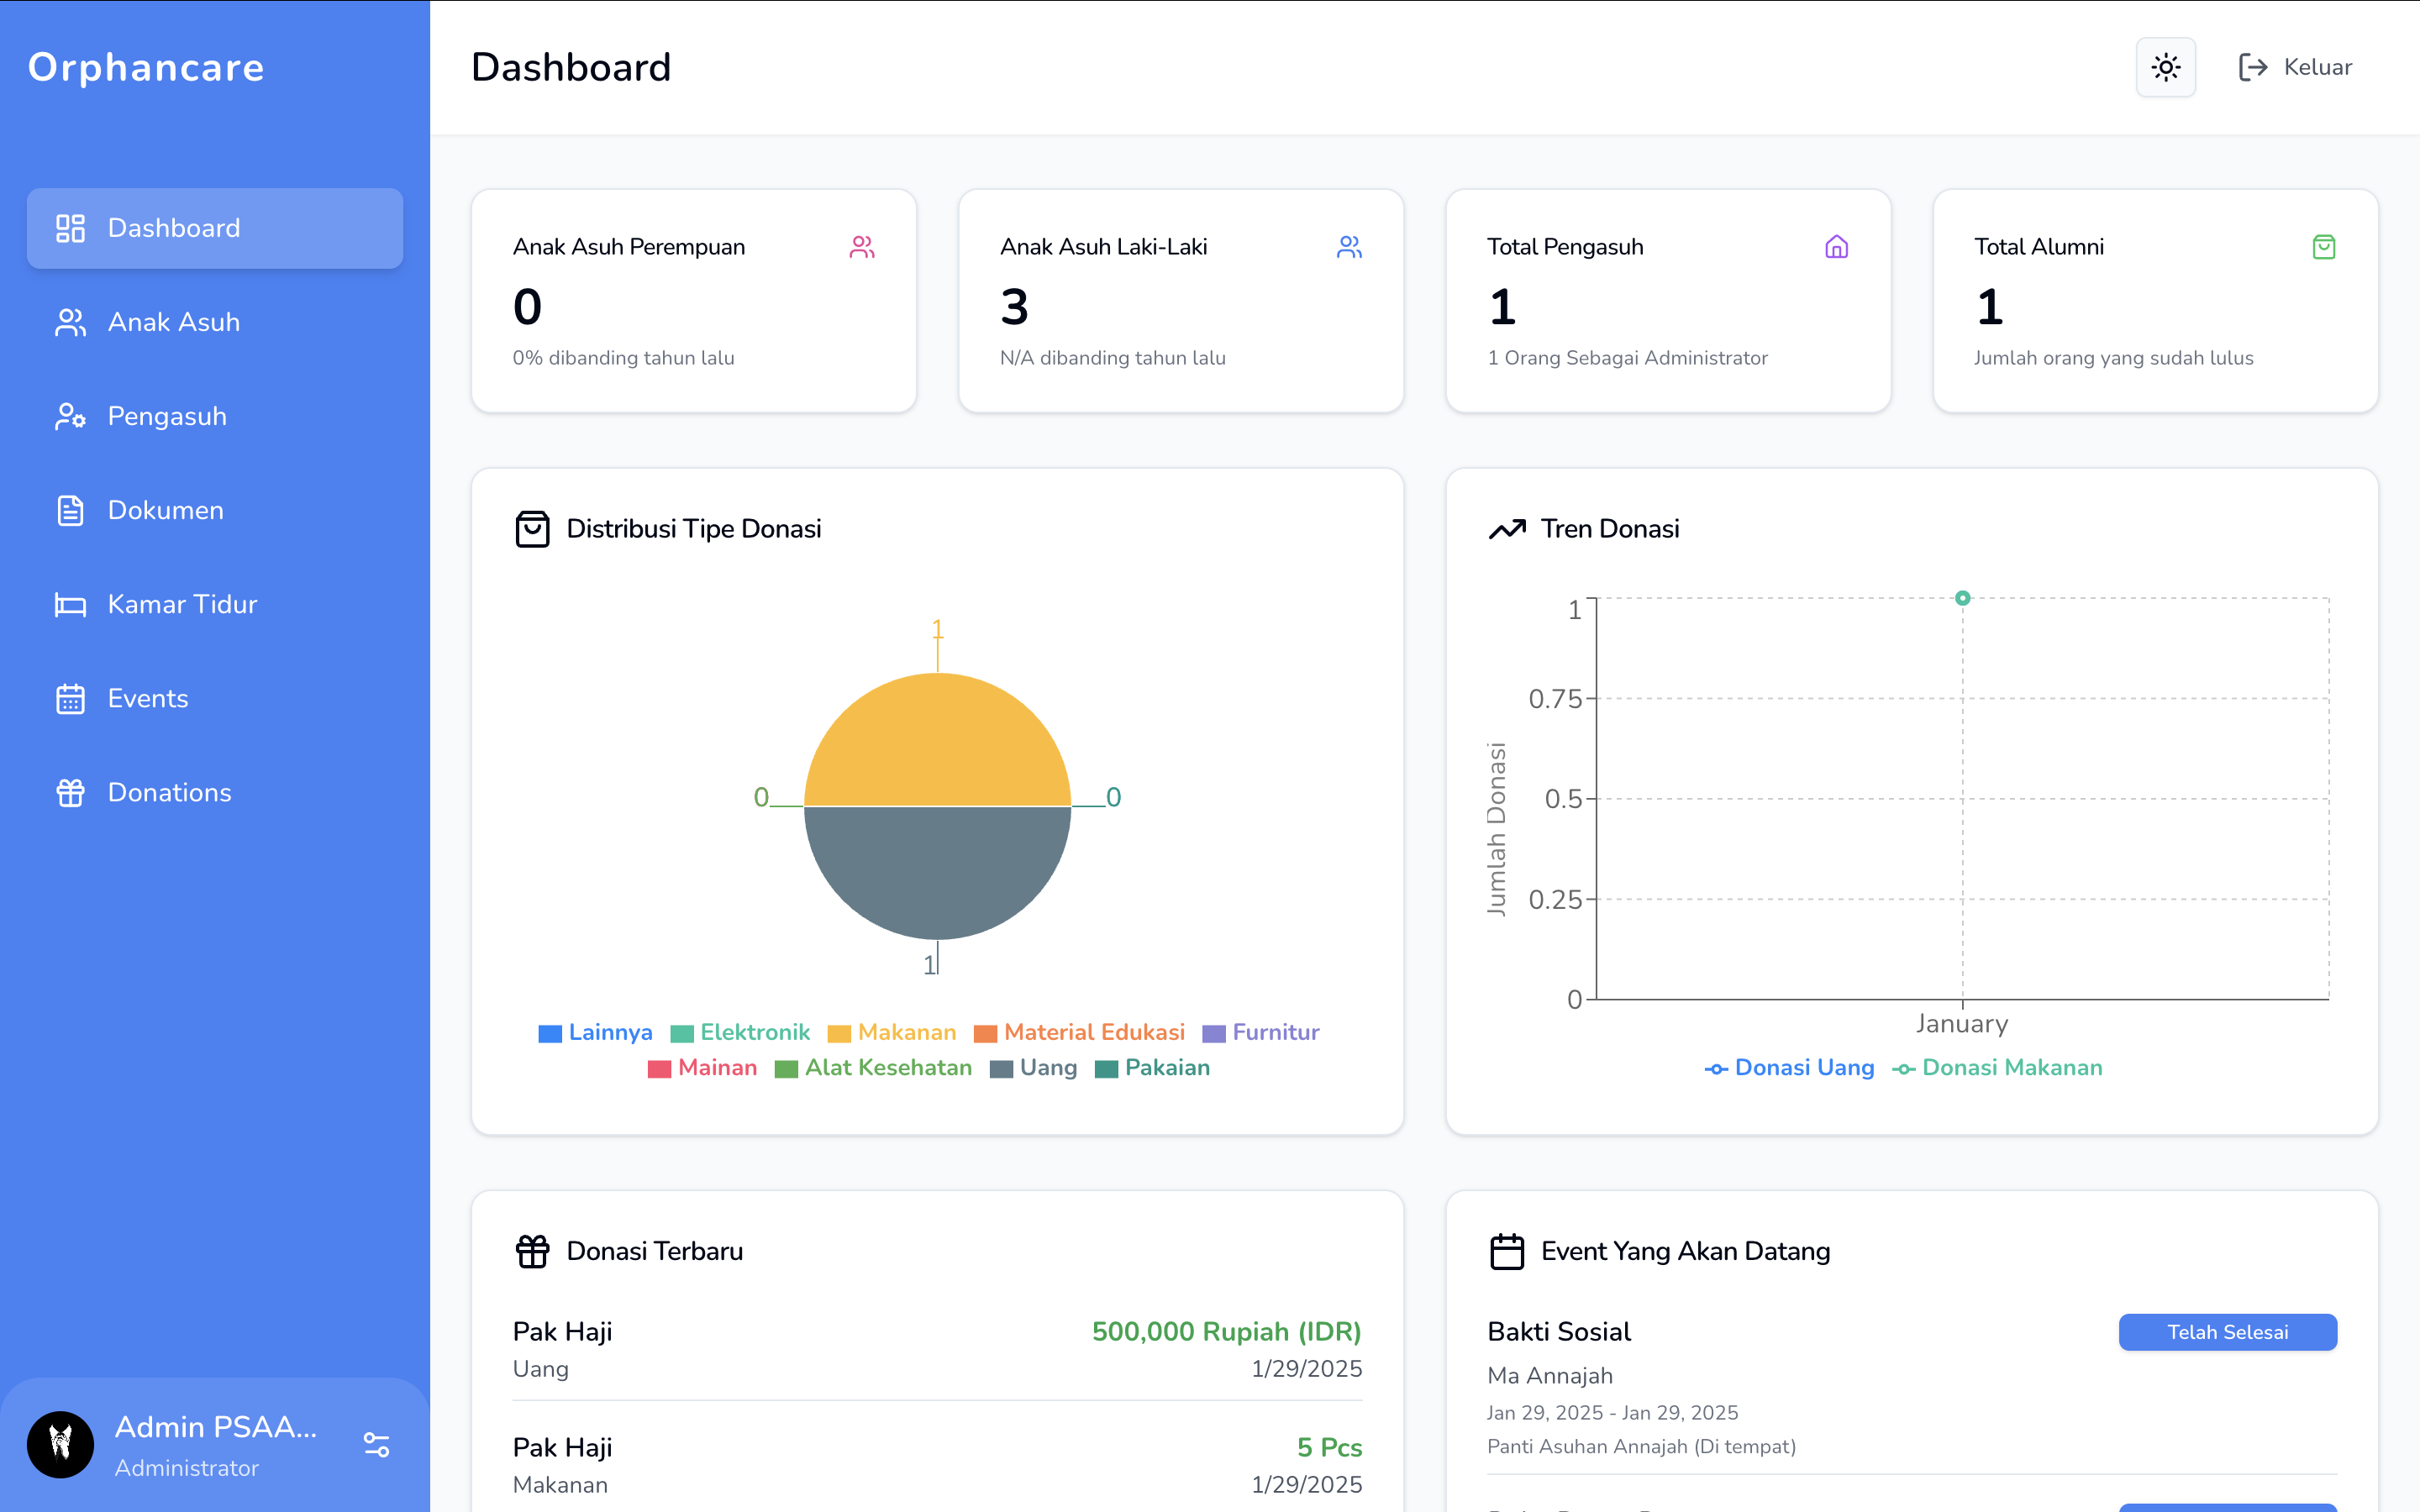 Orphancare
Dashboard
Keluar
Dashboard
Anak Asuh
Pengasuh
Dokumen
Kamar Tidur
Events
Donations
Admin PSAA...
Administrator
Anak Asuh Perempuan
0
0% dibanding tahun lalu
Anak Asuh Laki-Laki
3
N/A dibanding tahun lalu
Total Pengasuh
1
1 Orang Sebagai Administrator
Total Alumni
1
Jumlah orang yang sudah lulus
Distribusi Tipe Donasi
1
0
0
1
Lainnya Elektronik Makanan Material Edukasi Furnitur
Mainan Alat Kesehatan Uang Pakaian
Tren Donasi
Jumlah Donasi
1
0.75
0.5
0.25
0
January
Donasi Uang Donasi Makanan
Donasi Terbaru
Pak Haji 500,000 Rupiah (IDR)
Uang 1/29/2025
Pak Haji 5 Pcs
Makanan 1/29/2025
Event Yang Akan Datang
Bakti Sosial Telah Selesai
Ma Annajah
Jan 29, 2025 - Jan 29, 2025
Panti Asuhan Annajah (Di tempat)